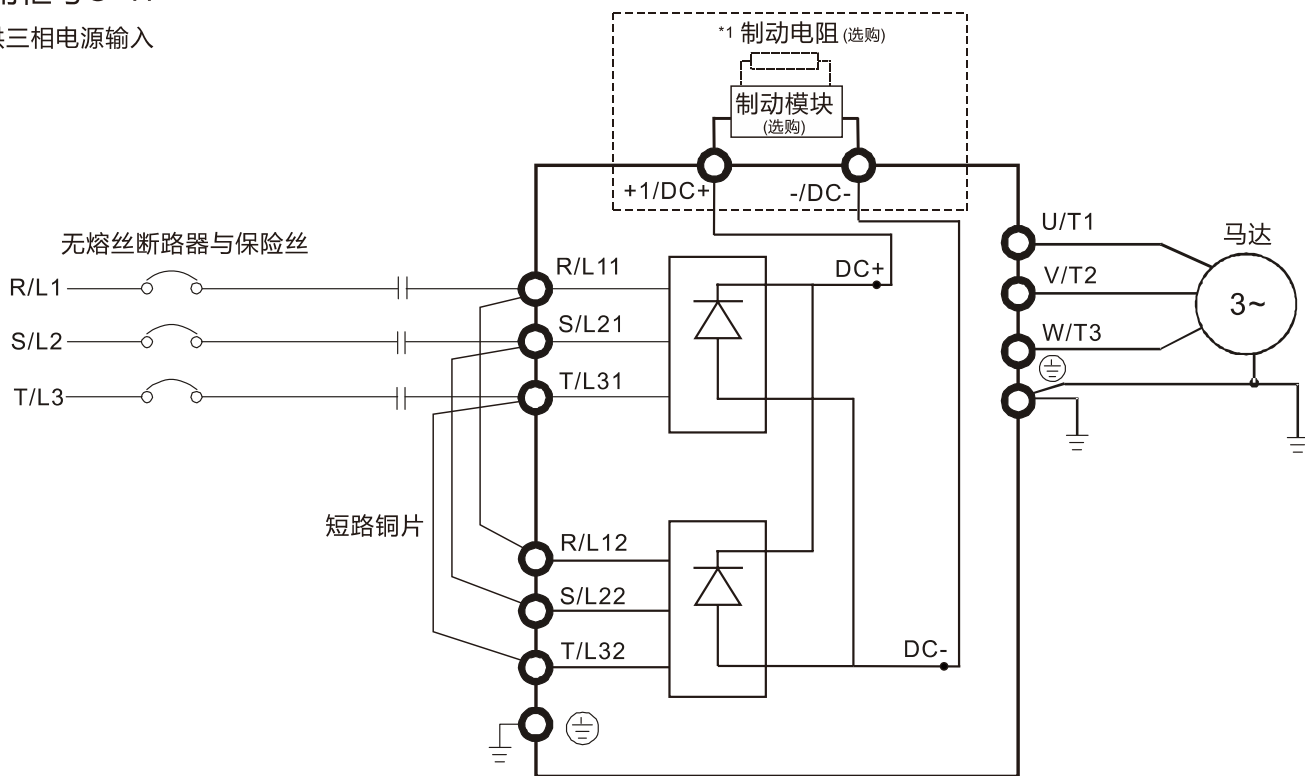 三相电源输入
*1 制动电阻 (选购)
制动模块
(选购)
+1/DC+
-/DC-
无熔丝断路器与保险丝
R/L1
S/L2
T/L3
R/L11
S/L21
T/L31
DC+
U/T1
V/T2
W/T3
马达
3~
短路铜片
R/L12
S/L22
T/L32
DC-